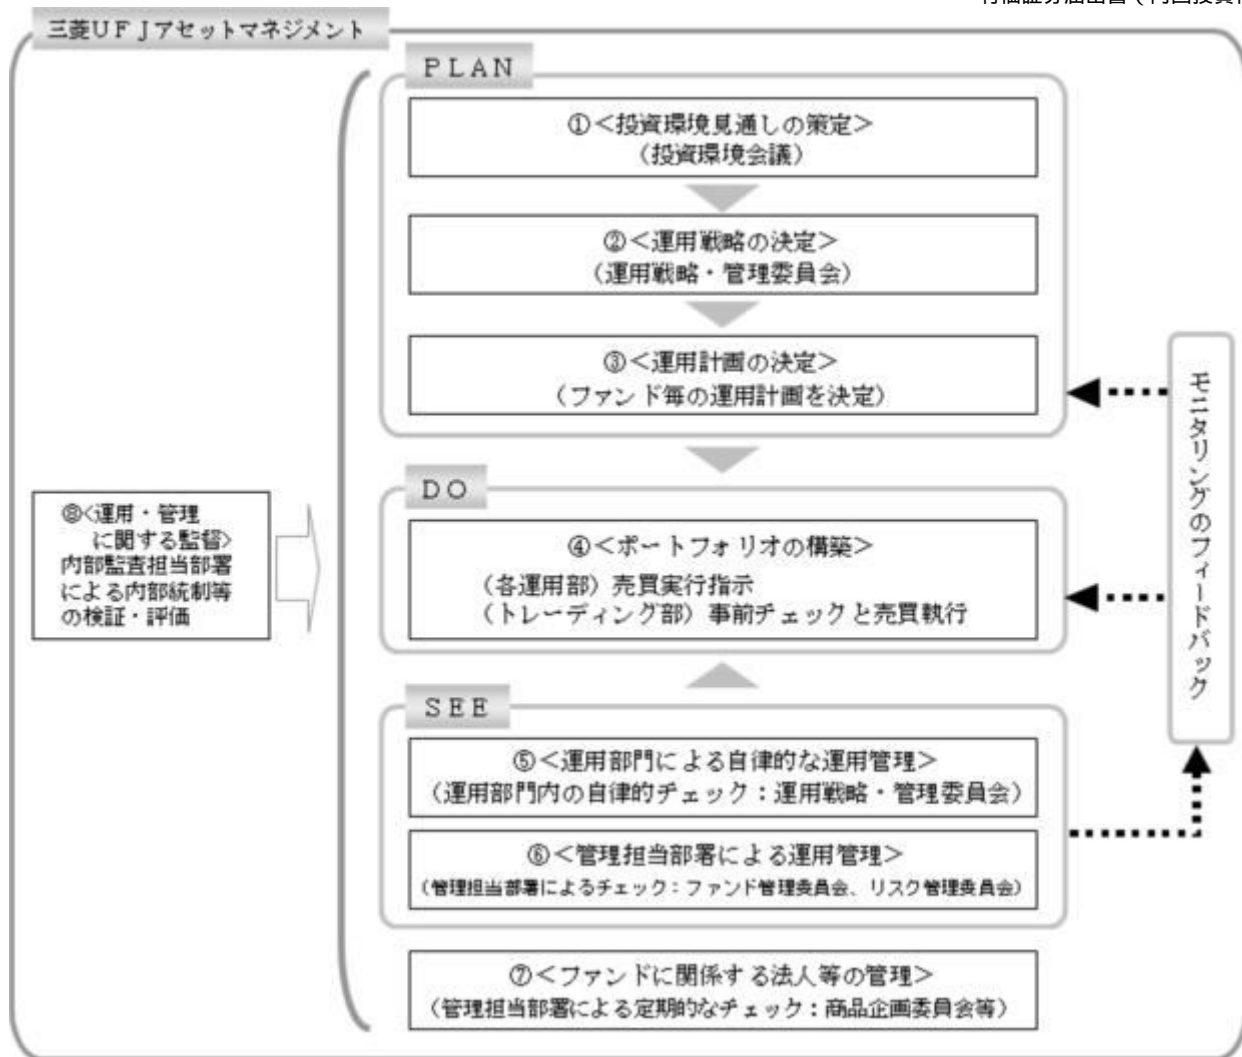 三菱UFJアセットマネジメント
PLAN
①<投資環境見通しの策定>
(投資環境会議)
②<運用戦略の決定>
(運用戦略・管理委員会)
③<運用計画の決定>
(ファンド毎の運用計画を決定)
DO
④<ポートフォリオの構築>
(各運用部)売買実行指示
(トレーディング部)事前チェックと売買執行
SEE
⑤<運用部門による自律的な運用管理>
(運用部門内の自律的チェック:運用戦略・管理委員会)
⑥<管理担当部署による運用管理>
(管理担当部署によるチェック:ファンド管理委員会、リスク管理委員会)
⑦<ファンドに関係する法人等の管理>
(管理担当部署による定期的なチェック:商品企画委員会等)
⑧<運用・管理
に関する監督>
内部監査担当部署
による内部統制等
の検証・評価
モニタリングのフィードバック